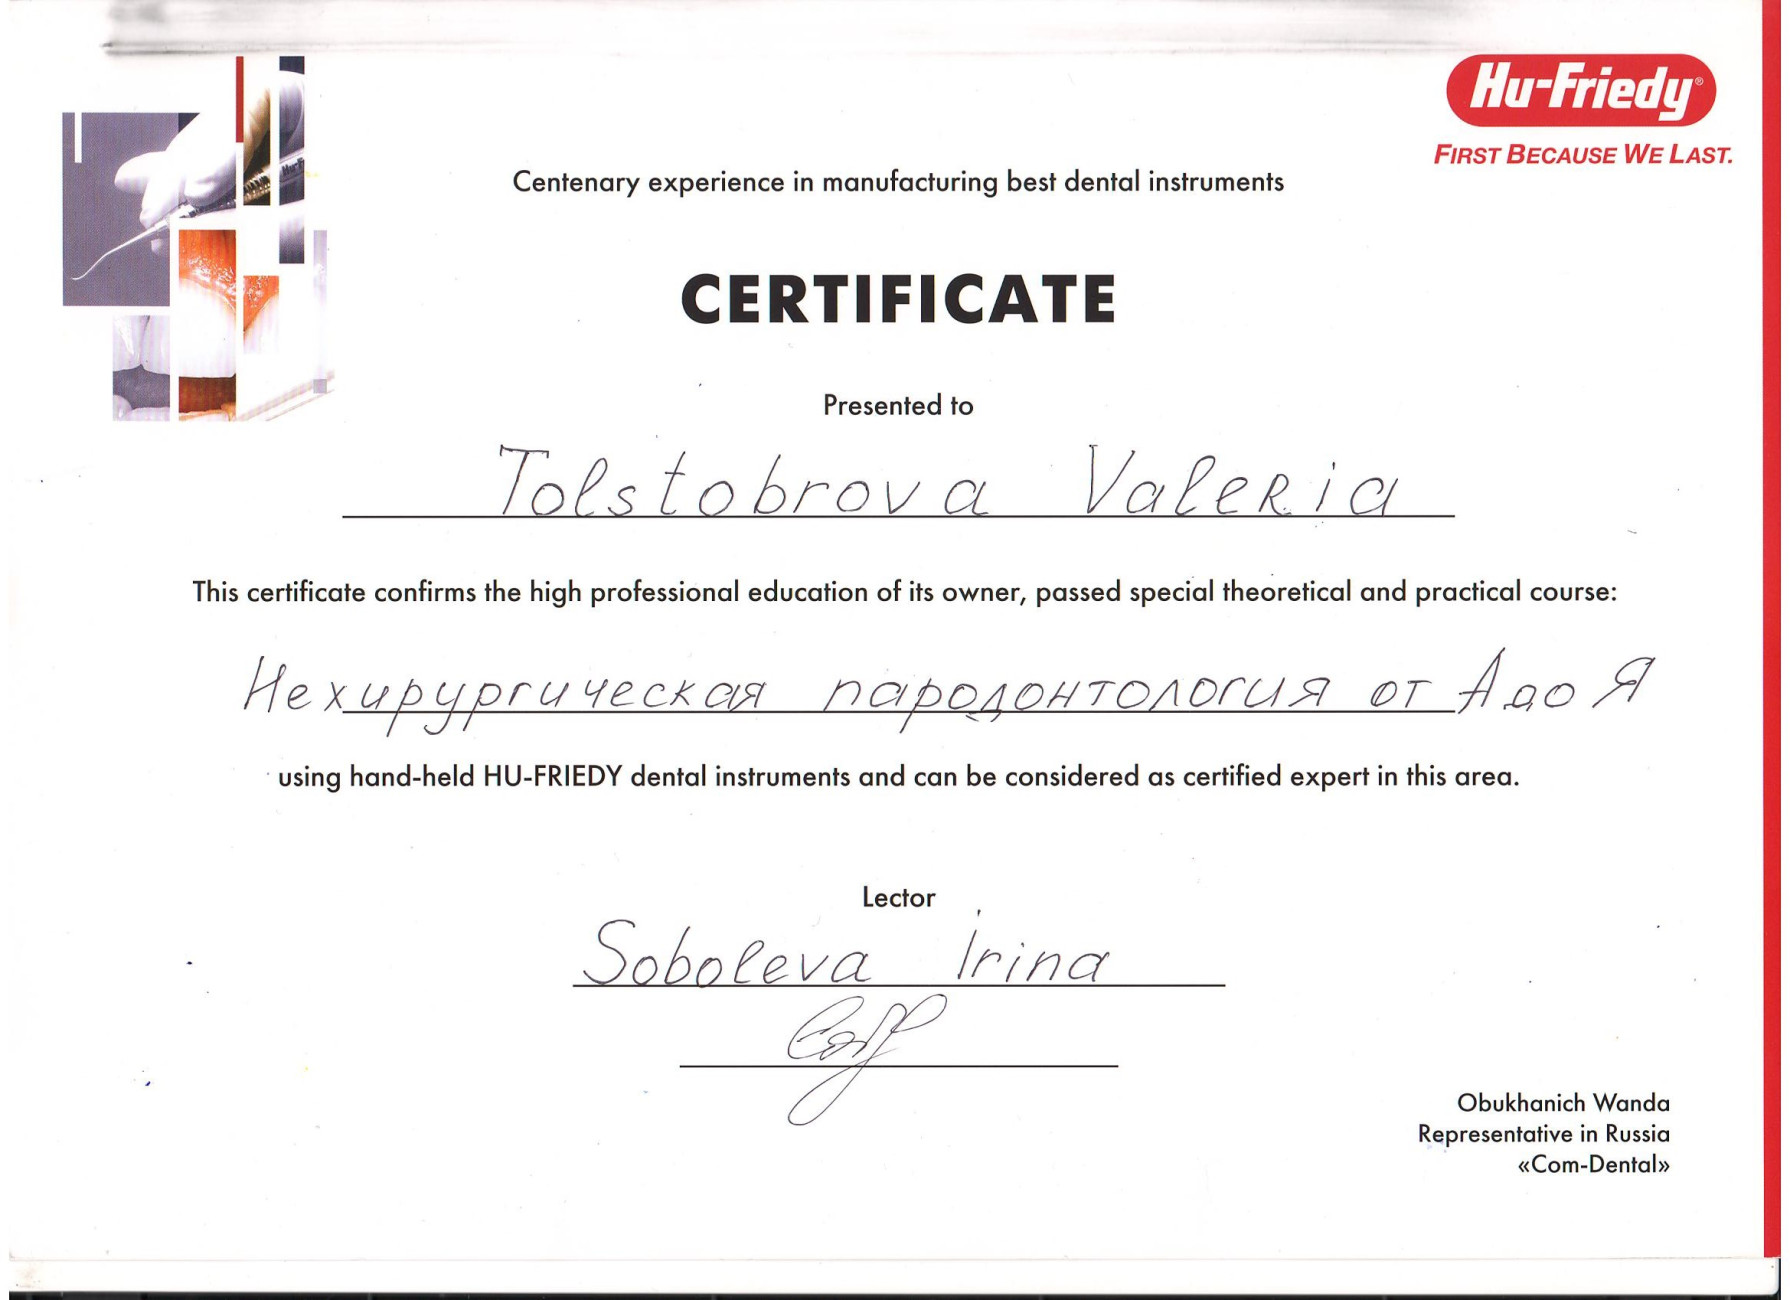 Hu-Friedy®
FIRST BECAUSE WE LAST.
Centenary experience in manufacturing best dental instruments
CERTIFICATE
Presented to
Tolstobrova Valeria
This certificate confirms the high professional education of its owner, passed special theoretical and practical course:
Нехирургическая пародонтология от А до Я
using hand-held HU-FRIEDY dental instruments and can be considered as certified expert in this area.
Lector
Soboleva Irina
Obukhanich Wanda
Representative in Russia
«Com-Dental»